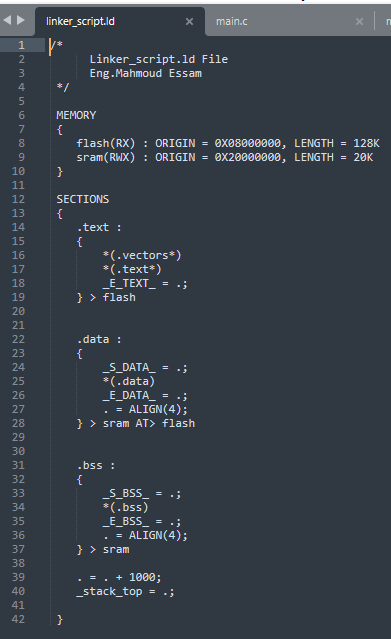 linker_script.ld × main.c ×
1 /*
2 Linker_script.ld File
3 Eng.Mahmoud Essam
4 */
5
6 MEMORY
7 {
8 flash(RX) : ORIGIN = 0X08000000, LENGTH = 128K
9 sram(RWX) : ORIGIN = 0X20000000, LENGTH = 20K
10 }
11
12 SECTIONS
13 {
14 .text :
15 {
16 *(.vectors*)
17 *(.text*)
18 _E_TEXT_ = .;
19 } > flash
20
21
22 .data :
23 {
24 _S_DATA_ = .;
25 *(.data)
26 _E_DATA_ = .;
27 . = ALIGN(4);
28 } > sram AT> flash
29
30
31 .bss :
32 {
33 _S_BSS_ = .;
34 *(.bss)
35 _E_BSS_ = .;
36 . = ALIGN(4);
37 } > sram
38
39 . = . + 1000;
40 _stack_top = .;
41
42 }